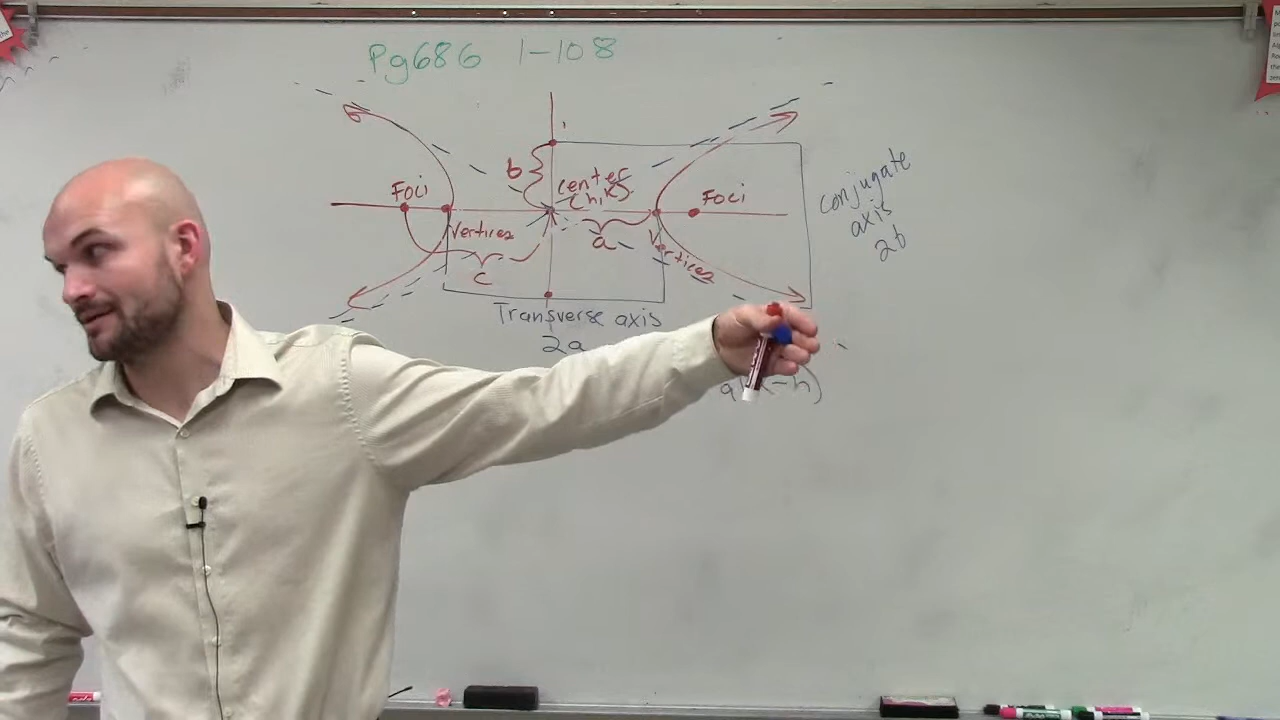 Pg686 1-108
b
center
(h,k)
Foci
Foci
Vertices
a
Vertices
c
conjugate
axis
2b
Transverse axis
2a